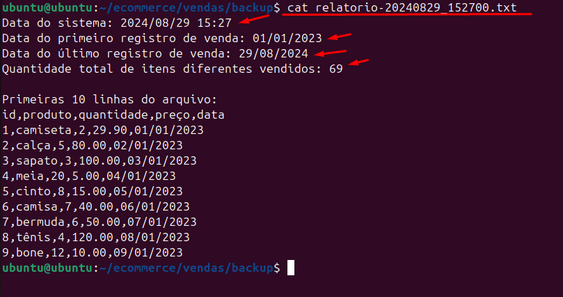 ubuntu@ubuntu:~/ecommerce/vendas/backup$ cat relatorio-20240829_152700.txt
Data do sistema: 2024/08/29 15:27
Data do primeiro registro de venda: 01/01/2023
Data do último registro de venda: 29/08/2024
Quantidade total de itens diferentes vendidos: 69
Primeiras 10 linhas do arquivo:
id,produto,quantidade,preço,data
1,camiseta,2,29.90,01/01/2023
2,calça,5,80.00,02/01/2023
3,sapato,3,100.00,03/01/2023
4,meia,20,5.00,04/01/2023
5,cinto,8,15.00,05/01/2023
6,camisa,7,40.00,06/01/2023
7,bermuda,6,50.00,07/01/2023
8,tênis,4,120.00,08/01/2023
9,bone,12,10.00,09/01/2023
ubuntu@ubuntu:~/ecommerce/vendas/backup$